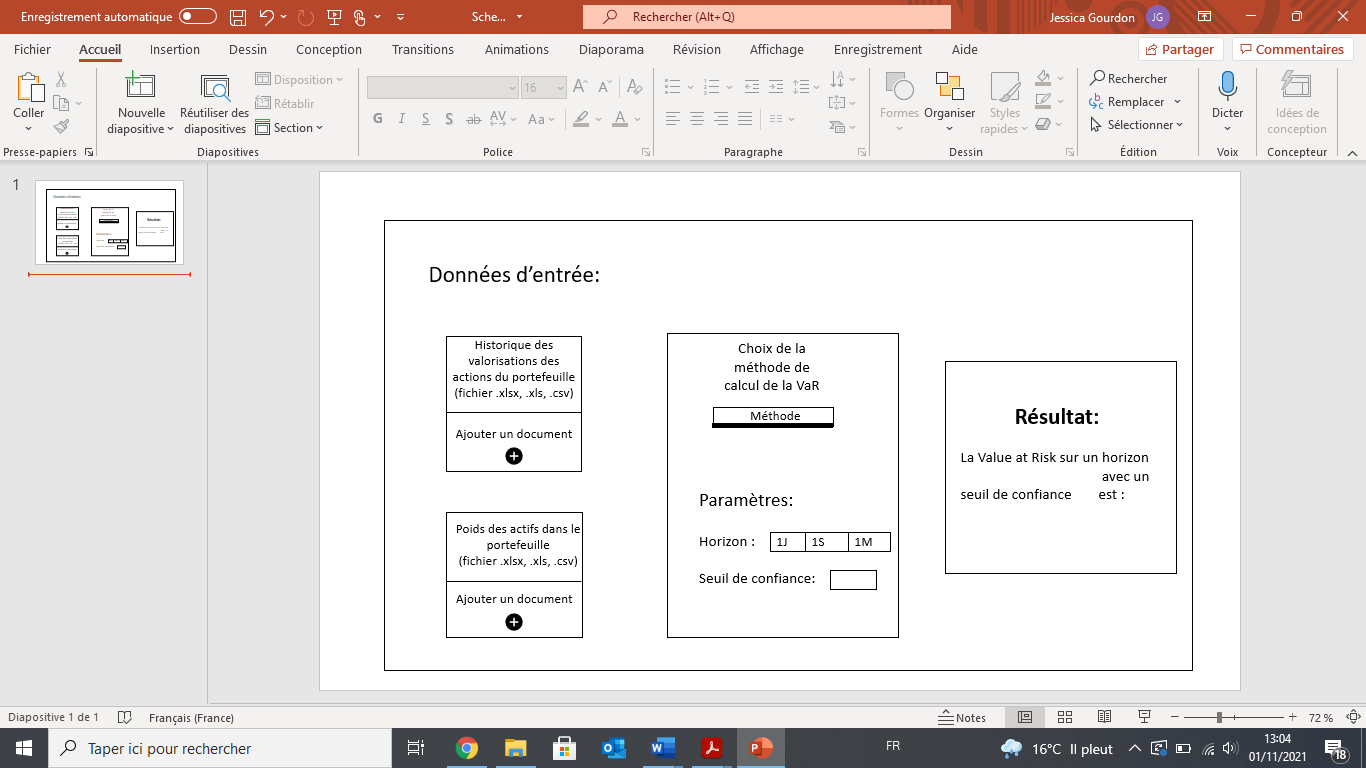 Enregistrement automatique
Sche...
Rechercher (Alt+Q)
Jessica Gourdon
JG
Fichier
Accueil
Insertion
Dessin
Conception
Transitions
Animations
Diaporama
Révision
Affichage
Enregistrement
Aide
Partager
Commentaires
Coller
Presse-papiers
Nouvelle
diapositive
Réutiliser des
diapositives
Disposition
Rétablir
Section
Diapositives
16
G I S S ab AV Aa A
Police
Paragraphe
Formes
Organiser
Styles
rapides
Dessin
Rechercher
Remplacer
Sélectionner
Édition
Dicter
Voix
Idées de
conception
Concepteur
1
Données d'entrée:
Historique des
valorisations des
actions du portefeuille
(fichier .xlsx, .xls, .csv)
Ajouter un document
Poids des actifs dans le
portefeuille
(fichier .xlsx, .xls, .csv)
Ajouter un document
Choix de la
méthode de
calcul de la VaR
Méthode
Paramètres:
Horizon : 1J 1S 1M
Seuil de confiance:
Résultat:
La Value at Risk sur un horizon
avec un
seuil de confiance est :
Diapositive 1 de 1
Français (France)
Notes
72 %
Taper ici pour rechercher
FR
16°C Il pleut
13:04
01/11/2021
18